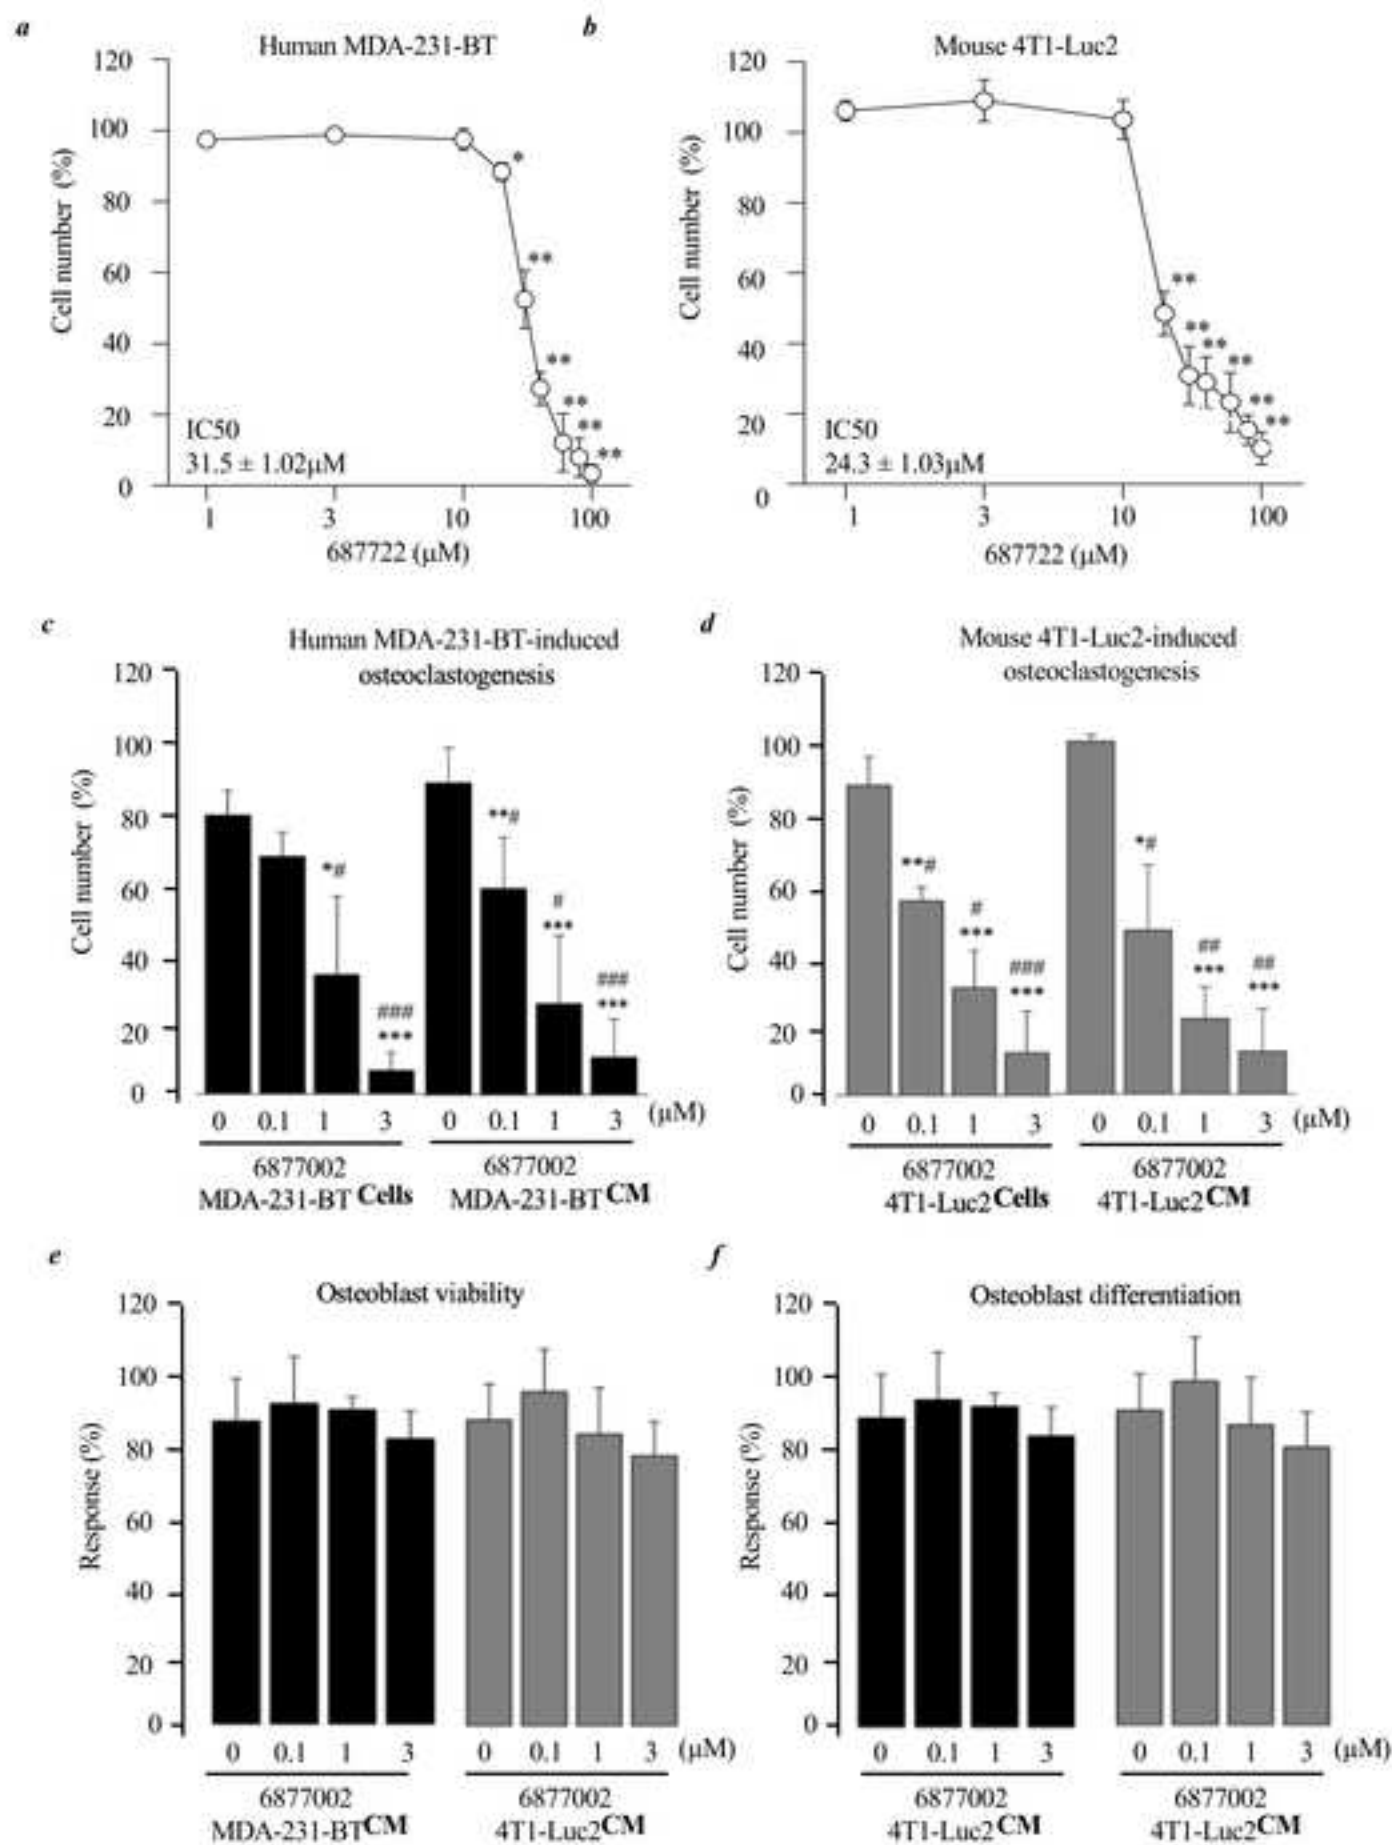 a
Human MDA-231-BT
120
100
80
60
40
20
0
Cell number (%)
*
**
**
**
**
**
IC50
31.5 ± 1.02µM
1 3 10 100
687722 (µM)
b
Mouse 4T1-Luc2
120
100
80
60
40
20
0
Cell number (%)
**
**
**
**
**
**
IC50
24.3 ± 1.03µM
1 3 10 100
687722 (µM)
c
Human MDA-231-BT-induced
osteoclastogenesis
120
100
80
60
40
20
0
Cell number (%)
*#
###
***
**#
#
***
###
***
0 0.1 1 3 0 0.1 1 3 (µM)
6877002 6877002
MDA-231-BT Cells MDA-231-BT CM
d
Mouse 4T1-Luc2-induced
osteoclastogenesis
120
100
80
60
40
20
0
Cell number (%)
**#
#
***
###
***
*#
##
***
##
***
0 0.1 1 3 0 0.1 1 3 (µM)
6877002 6877002
4T1-Luc2 Cells 4T1-Luc2 CM
e
Osteoblast viability
120
100
80
60
40
20
0
Response (%)
0 0.1 1 3 0 0.1 1 3 (µM)
6877002 6877002
MDA-231-BT CM 4T1-Luc2 CM
f
Osteoblast differentiation
120
100
80
60
40
20
0
Response (%)
0 0.1 1 3 0 0.1 1 3 (µM)
6877002 6877002
4T1-Luc2 CM 4T1-Luc2 CM